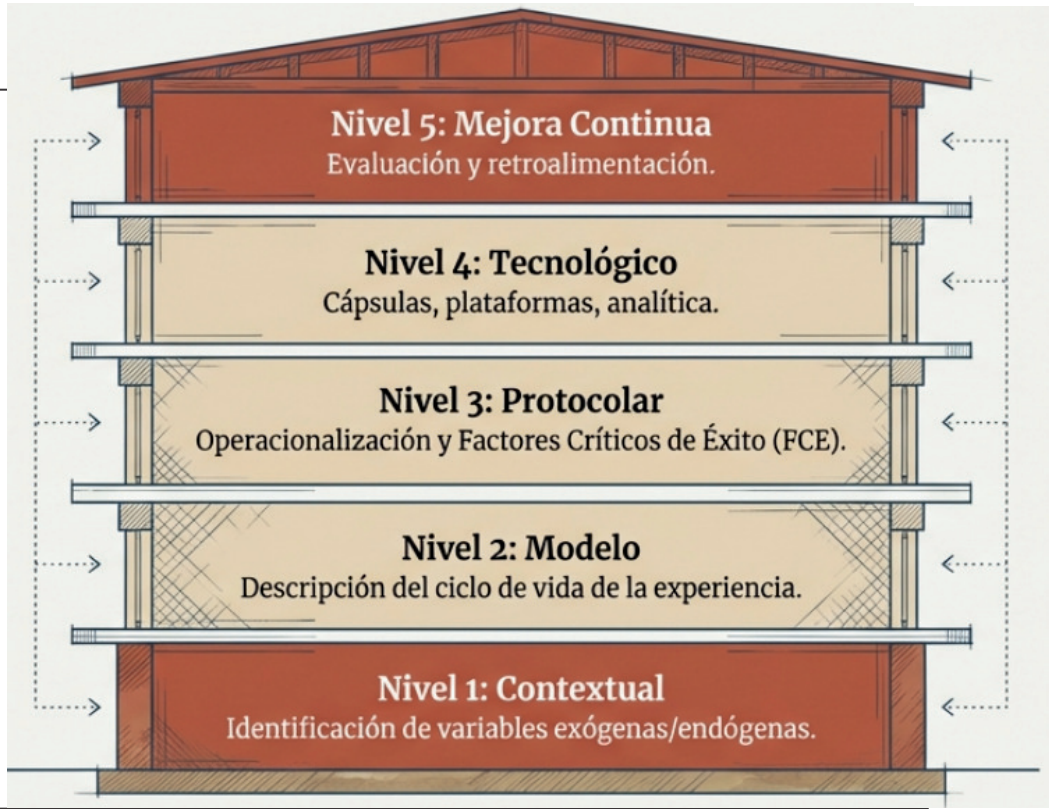 Nivel 5: Mejora Continua
Evaluación y retroalimentación.
Nivel 4: Tecnológico
Cápsulas, plataformas, analítica.
Nivel 3: Protocolar
Operacionalización y Factores Críticos de Éxito (FCE).
Nivel 2: Modelo
Descripción del ciclo de vida de la experiencia.
Nivel 1: Contextual
Identificación de variables exógenas/endógenas.